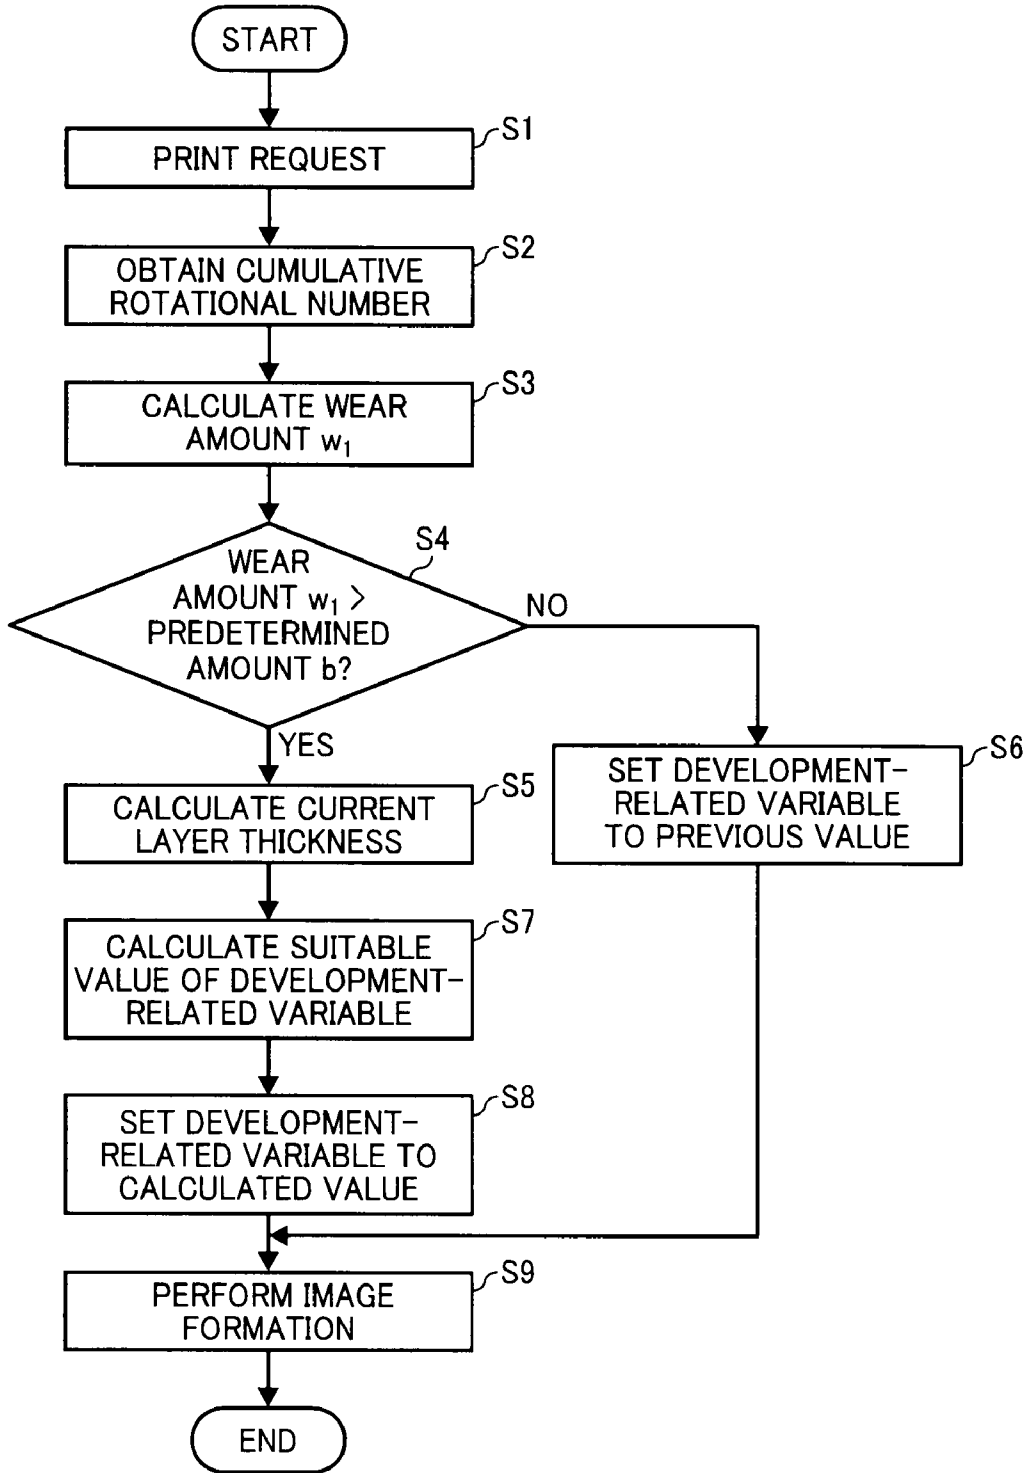 START
S1
PRINT REQUEST
S2
OBTAIN CUMULATIVE
ROTATIONAL NUMBER
S3
CALCULATE WEAR
AMOUNT w₁
S4
WEAR
AMOUNT w₁ >
PREDETERMINED
AMOUNT b?
NO
YES
S5
CALCULATE CURRENT
LAYER THICKNESS
S6
SET DEVELOPMENT-
RELATED VARIABLE
TO PREVIOUS VALUE
S7
CALCULATE SUITABLE
VALUE OF DEVELOPMENT-
RELATED VARIABLE
S8
SET DEVELOPMENT-
RELATED VARIABLE TO
CALCULATED VALUE
S9
PERFORM IMAGE
FORMATION
END